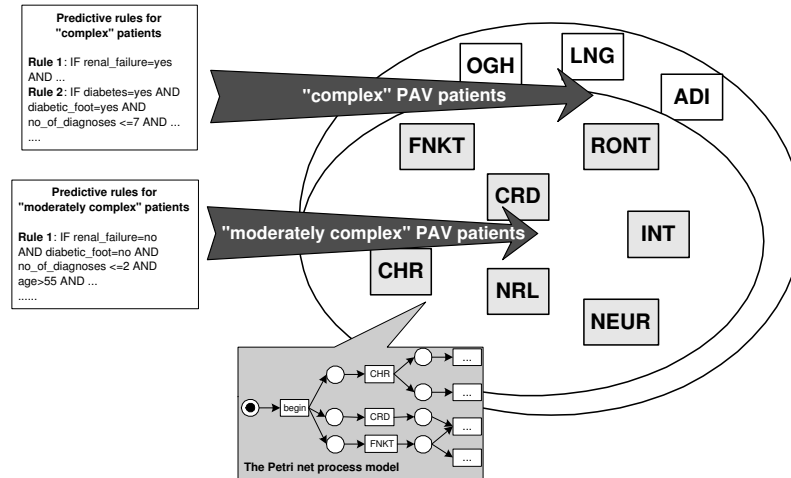 Predictive rules for
"complex" patients
Rule 1: IF renal_failure=yes
AND ...
Rule 2: IF diabetes=yes AND
diabetic_foot=yes AND
no_of_diagnoses <=7 AND ...
....
OGH
LNG
ADI
"complex" PAV patients
FNKT
RONT
Predictive rules for
"moderately complex" patients
Rule 1: IF renal_failure=no
AND diabetic_foot=no AND
no_of_diagnoses <=2 AND
age>55 AND ...
......
CRD
"moderately complex" PAV patients
INT
CHR
NRL
NEUR
begin
CHR
CRD
FNKT
...
...
...
...
The Petri net process model